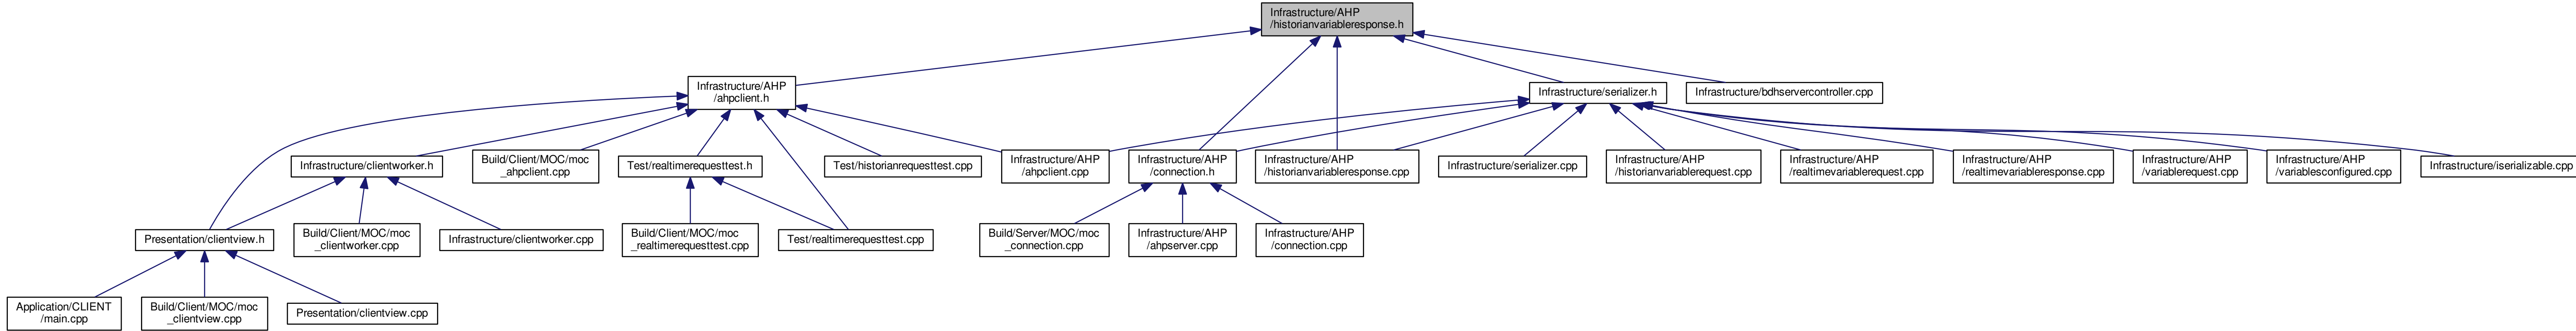 Infrastructure/AHP
/historianvariableresponse.h
Infrastructure/AHP
/ahpclient.h
Infrastructure/serializer.h
Infrastructure/bdhservercontroller.cpp
Infrastructure/clientworker.h
Build/Client/MOC/moc
_ahpclient.cpp
Test/realtimerequesttest.h
Test/historianrequesttest.cpp
Infrastructure/AHP
/ahpclient.cpp
Infrastructure/AHP
/connection.h
Infrastructure/AHP
/historianvariableresponse.cpp
Infrastructure/serializer.cpp
Infrastructure/AHP
/historianvariablerequest.cpp
Infrastructure/AHP
/realtimevariablerequest.cpp
Infrastructure/AHP
/realtimevariableresponse.cpp
Infrastructure/AHP
/variablerequest.cpp
Infrastructure/AHP
/variablesconfigured.cpp
Infrastructure/iserializable.cpp
Presentation/clientview.h
Build/Client/MOC/moc
_clientworker.cpp
Infrastructure/clientworker.cpp
Build/Client/MOC/moc
_realtimerequesttest.cpp
Test/realtimerequesttest.cpp
Build/Server/MOC/moc
_connection.cpp
Infrastructure/AHP
/ahpserver.cpp
Infrastructure/AHP
/connection.cpp
Application/CLIENT
/main.cpp
Build/Client/MOC/moc
_clientview.cpp
Presentation/clientview.cpp